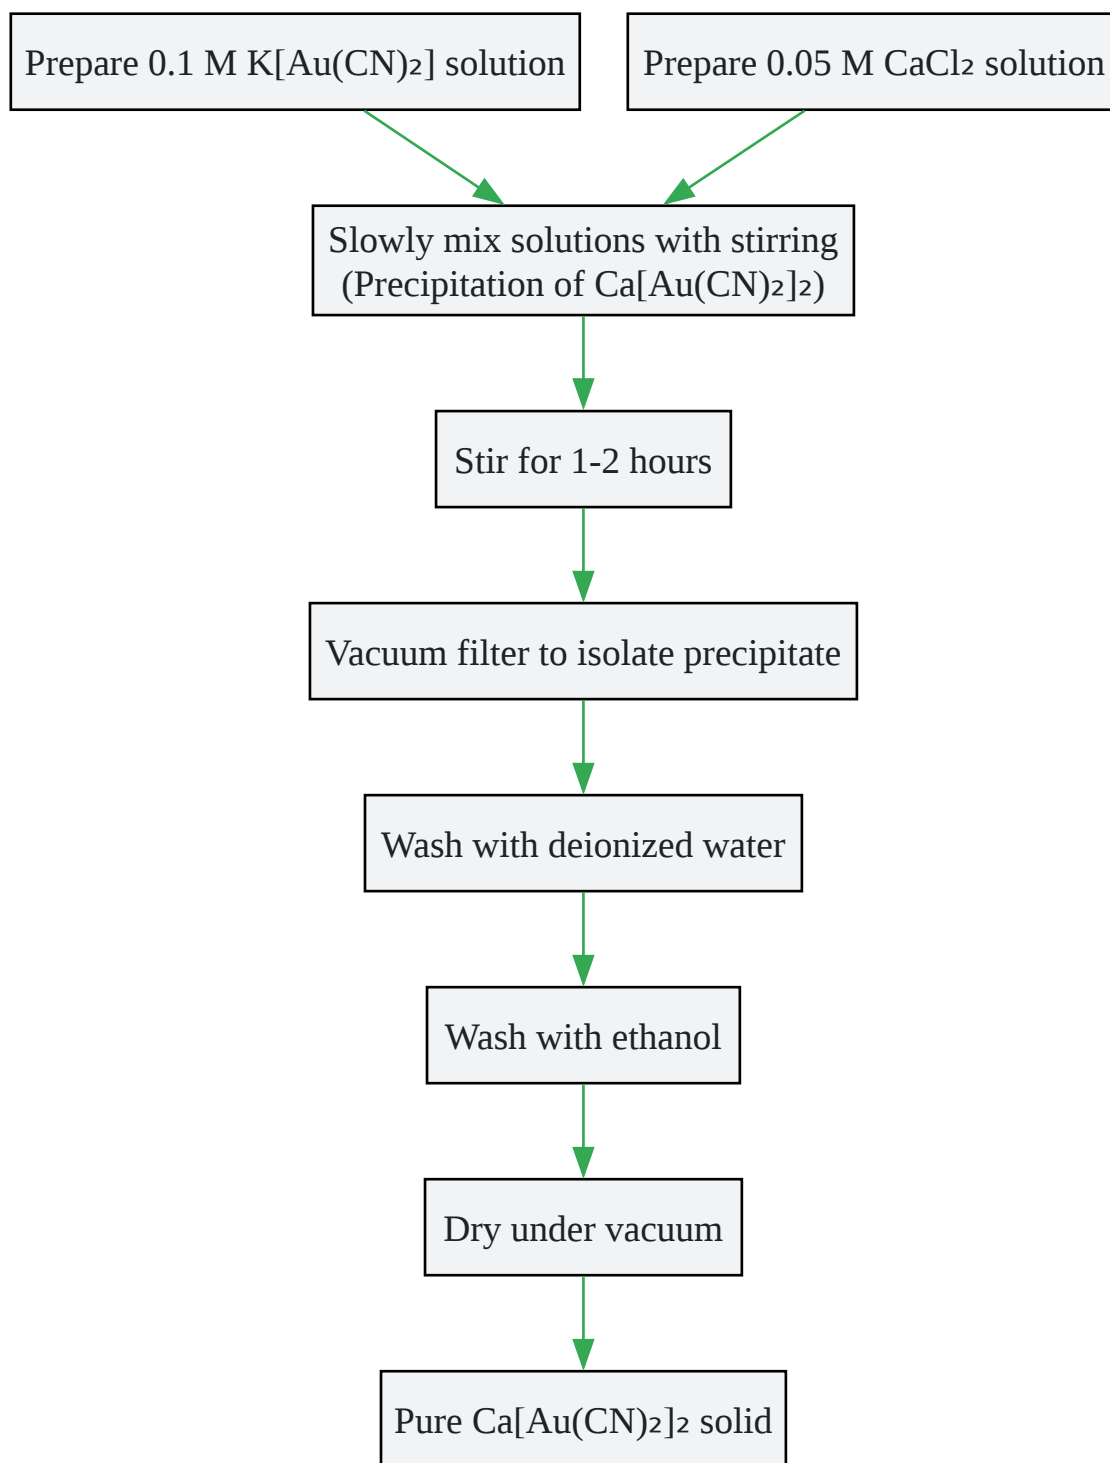 Prepare 0.1 M K[Au(CN)₂] solution
Prepare 0.05 M CaCl₂ solution
Slowly mix solutions with stirring
(Precipitation of Ca[Au(CN)₂]₂)
Stir for 1-2 hours
Vacuum filter to isolate precipitate
Wash with deionized water
Wash with ethanol
Dry under vacuum
Pure Ca[Au(CN)₂]₂ solid